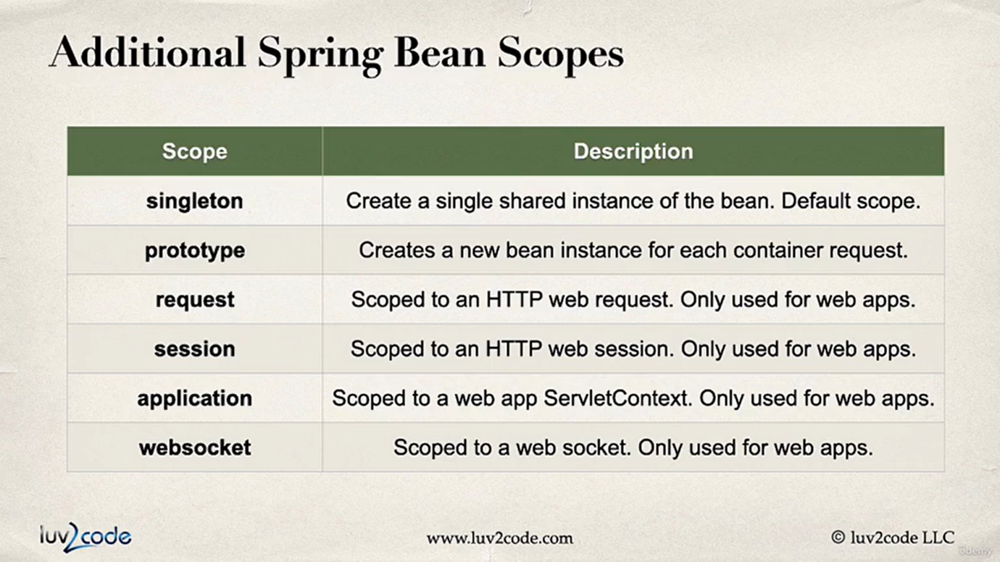 Additional Spring Bean Scopes
Scope Description
singleton Create a single shared instance of the bean. Default scope.
prototype Creates a new bean instance for each container request.
request Scoped to an HTTP web request. Only used for web apps.
session Scoped to an HTTP web session. Only used for web apps.
application Scoped to a web app ServletContext. Only used for web apps.
websocket Scoped to a web socket. Only used for web apps.
luv2code www.luv2code.com © luv2code LLC
ûdemy